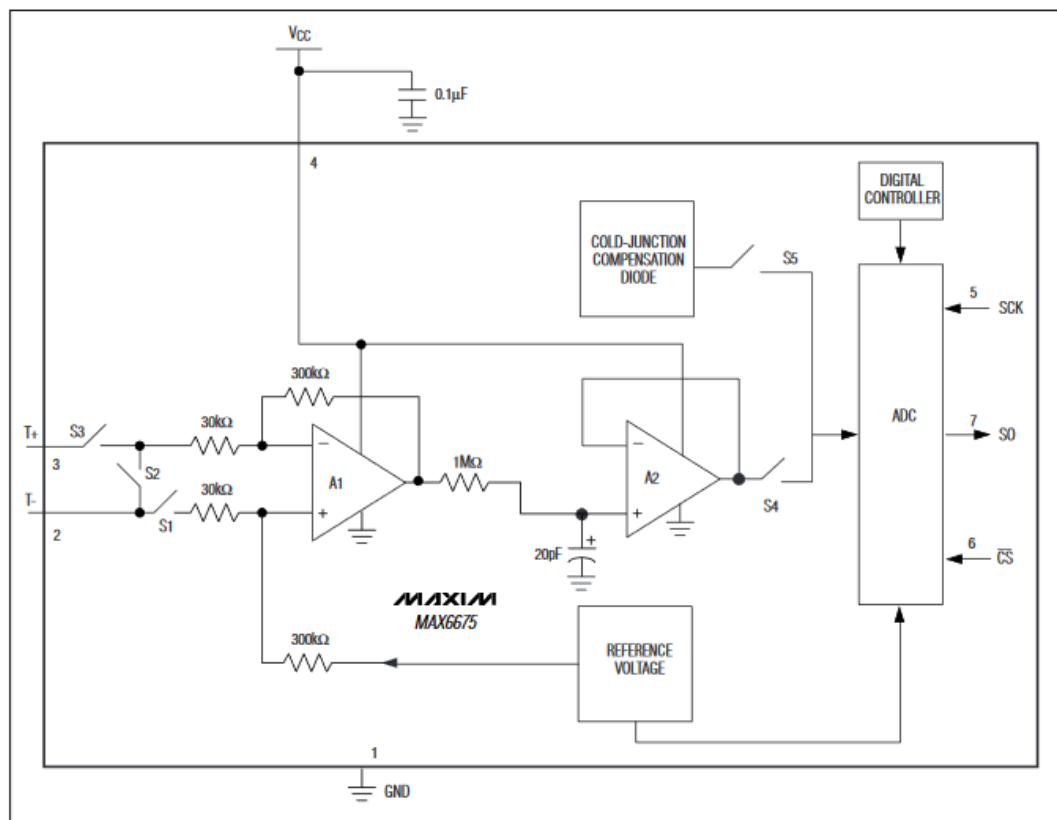 VCC
0.1µF
4
DIGITAL
CONTROLLER
COLD-JUNCTION
COMPENSATION
DIODE
S5
5
SCK
300kΩ
30kΩ
T+
S3
3
S2
–
A1
+
1MΩ
–
A2
+
S4
ADC
7
SO
T-
2
S1
30kΩ
20pF
+
6
CS
MAXIM
MAX6675
300kΩ
REFERENCE
VOLTAGE
1
GND